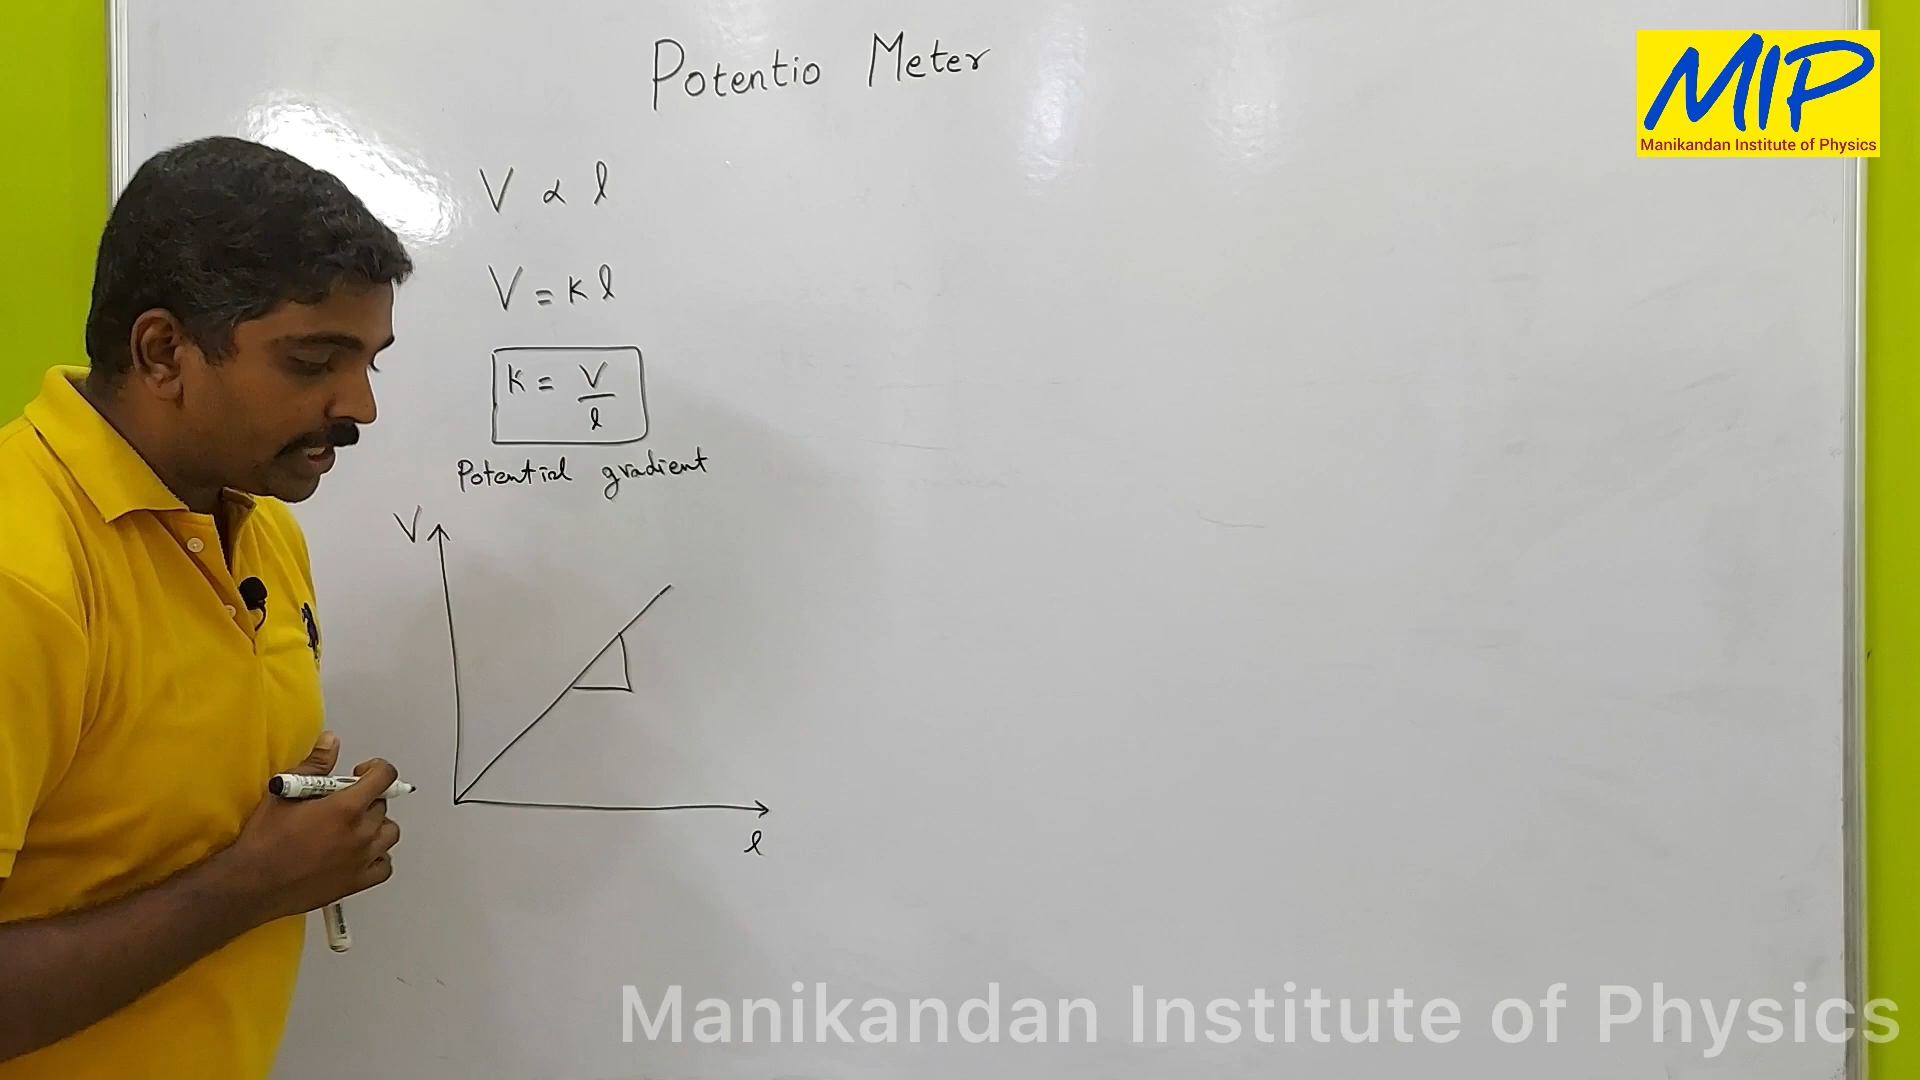 Potentio Meter
MIP
Manikandan Institute of Physics
V ∝ l
V = K l
K = V/l
Potential gradient
V
l
Manikandan Institute of Physics